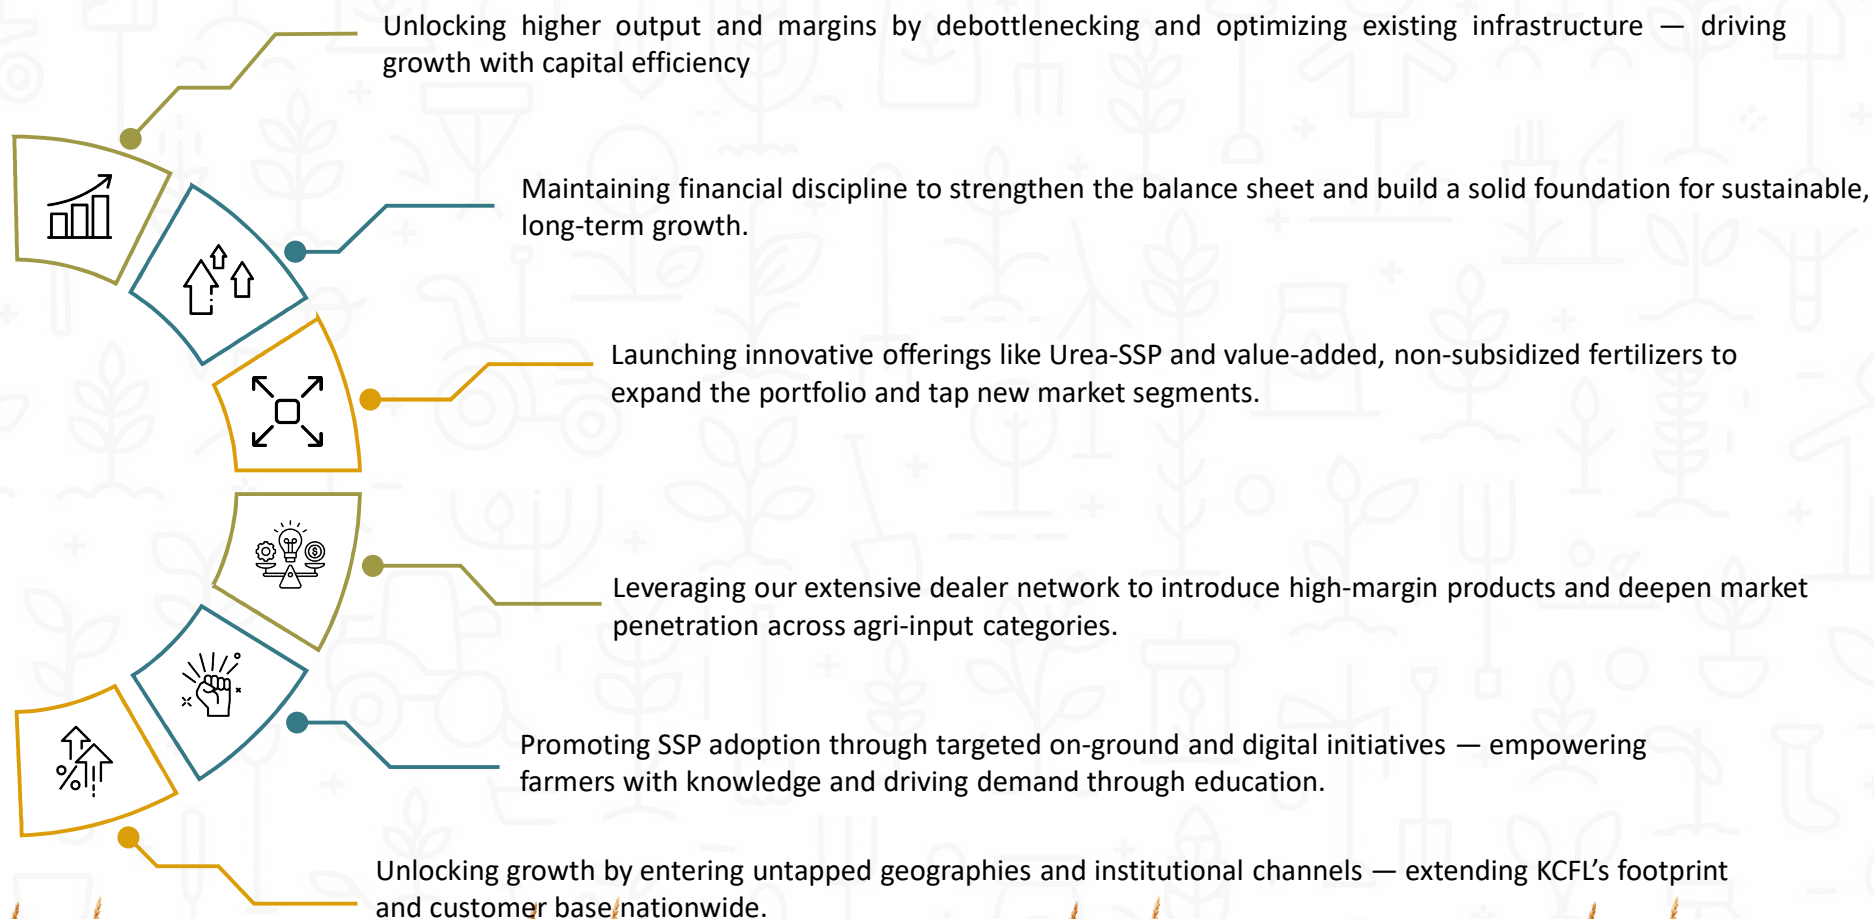 Unlocking higher output and margins by debottlenecking and optimizing existing infrastructure — driving
growth with capital efficiency
Maintaining financial discipline to strengthen the balance sheet and build a solid foundation for sustainable,
long-term growth.
Launching innovative offerings like Urea-SSP and value-added, non-subsidized fertilizers to
expand the portfolio and tap new market segments.
Leveraging our extensive dealer network to introduce high-margin products and deepen market
penetration across agri-input categories.
Promoting SSP adoption through targeted on-ground and digital initiatives — empowering
farmers with knowledge and driving demand through education.
Unlocking growth by entering untapped geographies and institutional channels — extending KCFL’s footprint
and customer base nationwide.